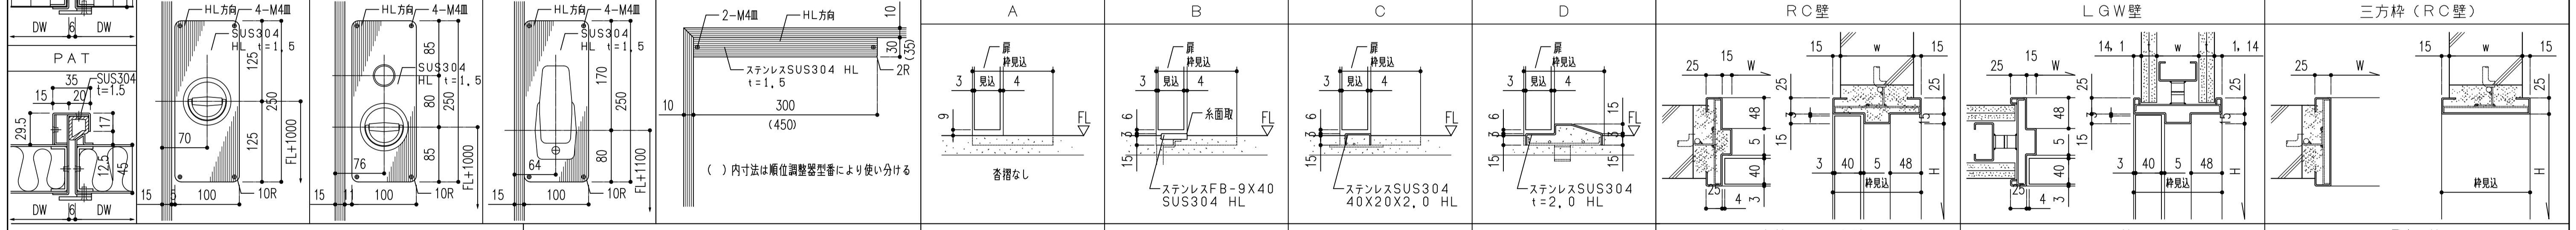 DW 6 DW
PAT
35
SUS304
t=1.5
15 20
29.5
17
12.5
45
DW 6 DW
HL方向 4-M4皿
SUS304
HL t=1,5
125
250
125
70
FL+1000
15 5 100
10R
HL方向 4-M4皿
85
SUS304
HL t=1,5
80
250
85
76
FL+1000
15 11 100
10R
HL方向 4-M4皿
SUS304
HL t=1,5
170
250
80
64
FL+1100
15 100
10R
2-M4皿
HL方向
10
30
(35)
ステンレスSUS304 HL
t=1,5
2R
10
300
(450)
( )内寸法は順位調整器型番により使い分ける
A
扉
枠見込
3 見込 4
9
FL
沓摺なし
B
扉
枠見込
3 見込 4
6
3
15
糸面取
FL
ステンレスFB-9X40
SUS304 HL
C
扉
枠見込
3 見込 4
6
3
15
FL
ステンレスSUS304
40X20X2,0 HL
D
扉
枠見込
3 見込 4
6
3
15
15
3
15
FL
ステンレスSUS304
t=2,0 HL
RC壁
15
25 W
48
5
40
3
25
4
15 w 15
25
3
15
25
15
3 40 5 48
枠見込
H
LGW壁
15
25 W
48
5
40
3
25
4
14,1 w 1,14
25
3
15
25
15
3 40 5 48
枠見込
H
三方枠(RC壁)
25 W
15 w 15
25
枠見込
H